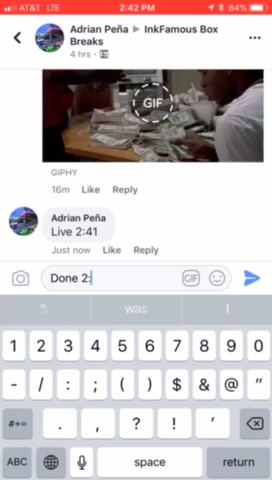 AT&T LTE 2:42 PM 84%
Adrian Peña ▶ InkFamous Box
Breaks
4 hrs
GIF
GIPHY
16m Like Reply
Adrian Peña
Live 2:41
Just now Like Reply
Done 2: GIF
was I
1 2 3 4 5 6 7 8 9 0
- / : ; ( ) $ & @ "
#+= . , ? ! '
ABC space return